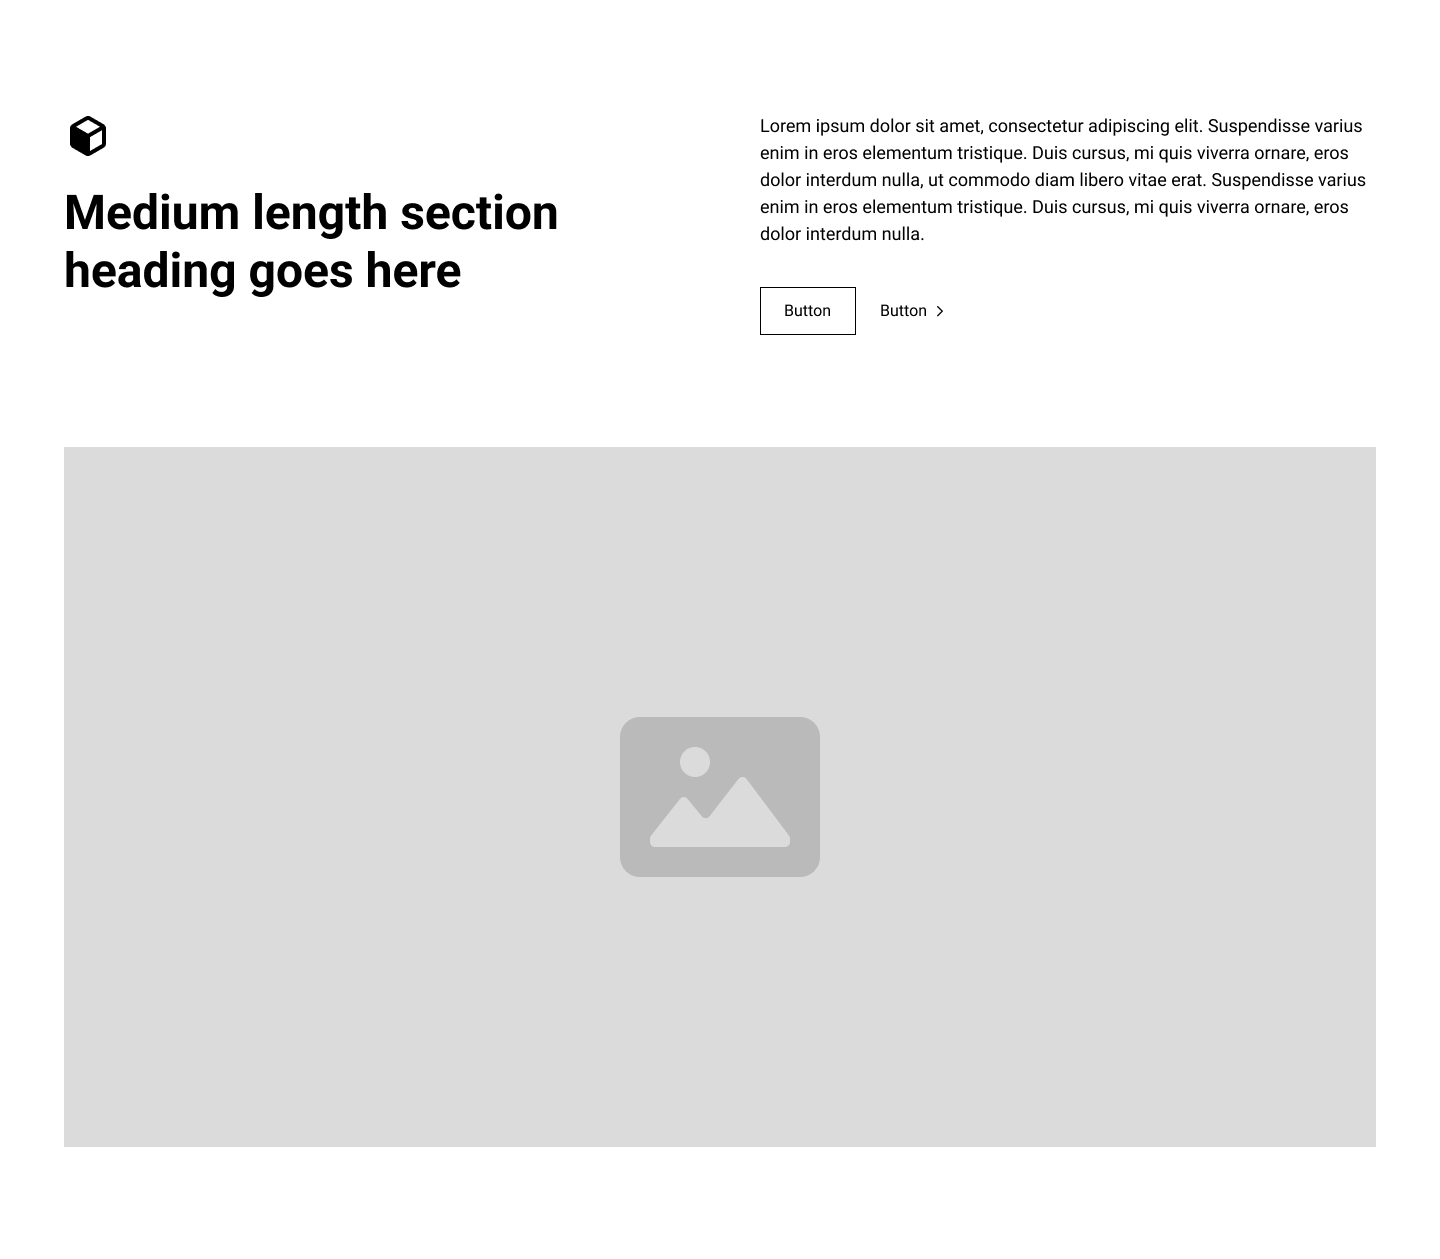 Medium length section
heading goes here
Lorem ipsum dolor sit amet, consectetur adipiscing elit. Suspendisse varius
enim in eros elementum tristique. Duis cursus, mi quis viverra ornare, eros
dolor interdum nulla, ut commodo diam libero vitae erat. Suspendisse varius
enim in eros elementum tristique. Duis cursus, mi quis viverra ornare, eros
dolor interdum nulla.
Button
Button